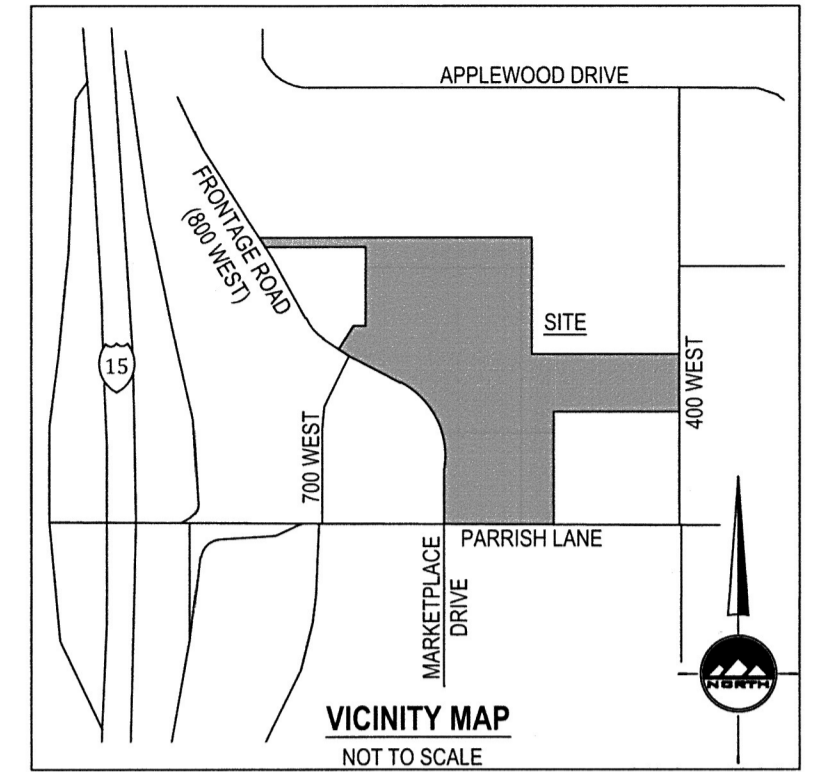 APPLEWOOD DRIVE
FRONTAGE ROAD
(800 WEST)
SITE
15
400 WEST
700 WEST
PARRISH LANE
MARKETPLACE
DRIVE
NORTH
VICINITY MAP
NOT TO SCALE